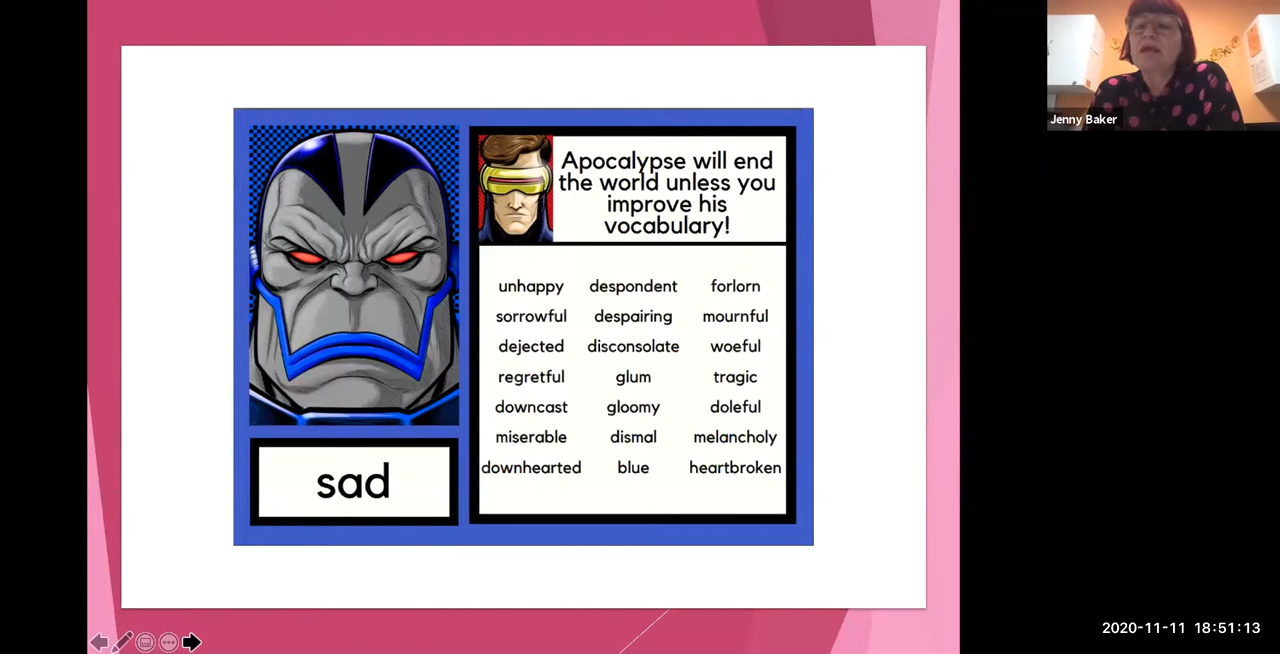 Apocalypse will end
the world unless you
improve his
vocabulary!
unhappy despondent forlorn
sorrowful despairing mournful
dejected disconsolate woeful
regretful glum tragic
downcast gloomy doleful
miserable dismal melancholy
downhearted blue heartbroken
sad
Jenny Baker
2020-11-11 18:51:13